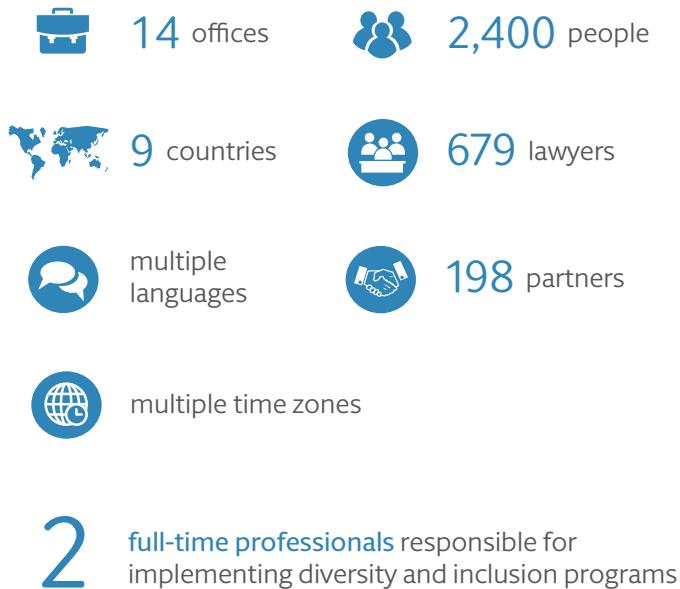 14 offices
2,400 people
9 countries
679 lawyers
multiple
languages
198 partners
multiple time zones
2
full-time professionals responsible for
implementing diversity and inclusion programs